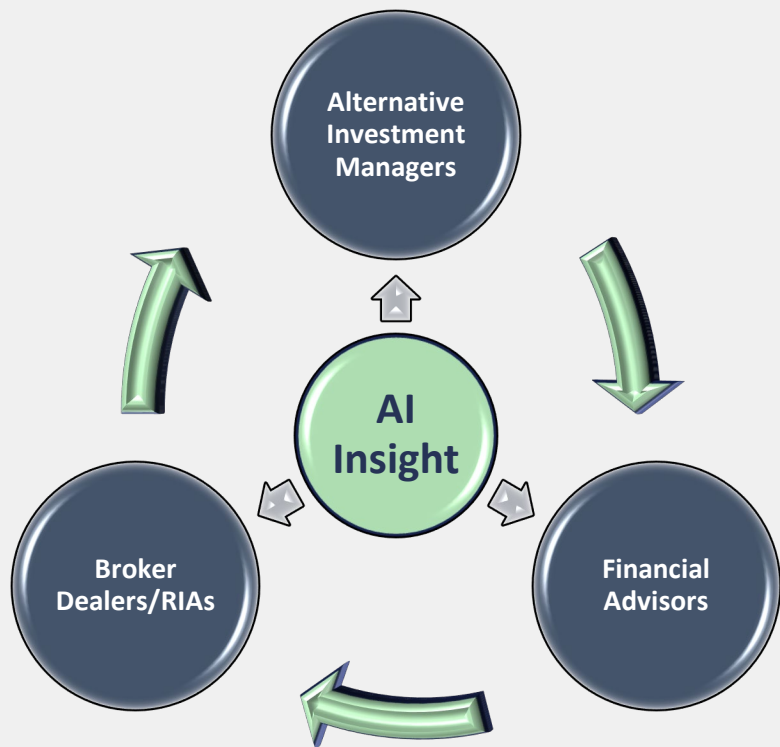 Alternative
Investment
Managers
AI
Insight
Broker
Dealers/RIAs
Financial
Advisors